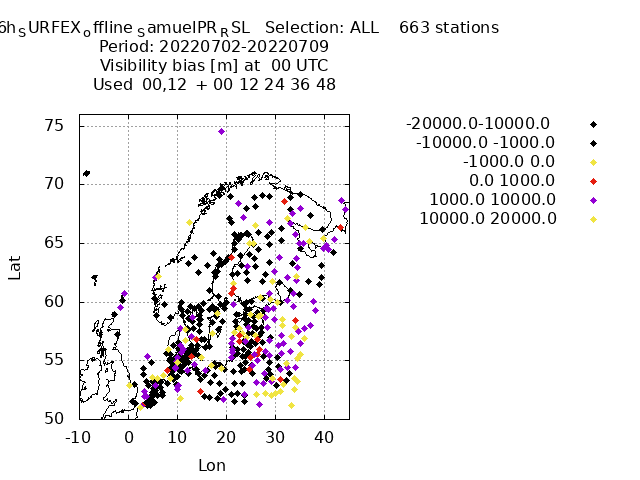 6hSURFEXoffline SamuelPRRSL Selection: ALL 663 stations
Period: 20220702-20220709
Visibility bias [m] at 00 UTC
Used 00,12 + 00 12 24 36 48
-20000.0-10000.0
-10000.0 -1000.0
-1000.0 0.0
0.0 1000.0
1000.0 10000.0
10000.0 20000.0
75
70
65
60
55
50
Lat
-10 0 10 20 30 40
Lon